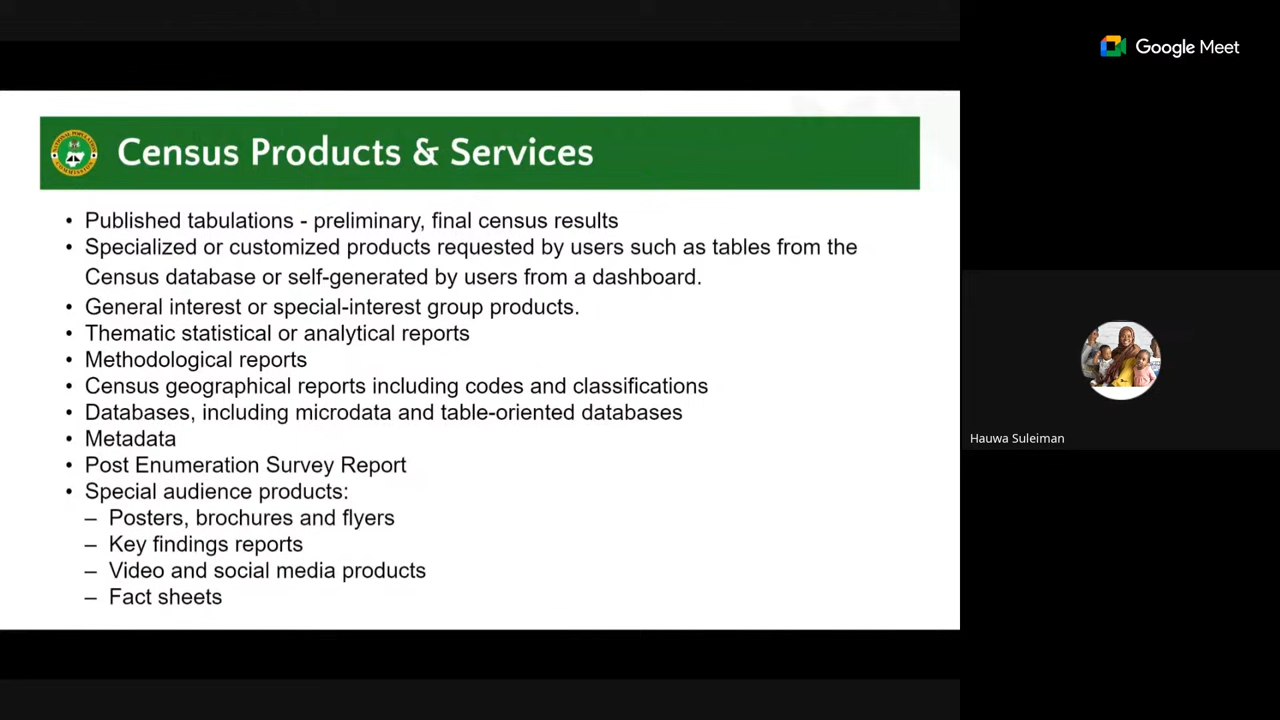 Google Meet
NATIONAL POPULATION
COMMISSION
Census Products & Services
• Published tabulations - preliminary, final census results
• Specialized or customized products requested by users such as tables from the
Census database or self-generated by users from a dashboard.
• General interest or special-interest group products.
• Thematic statistical or analytical reports
• Methodological reports
• Census geographical reports including codes and classifications
• Databases, including microdata and table-oriented databases
• Metadata
• Post Enumeration Survey Report
• Special audience products:
– Posters, brochures and flyers
– Key findings reports
– Video and social media products
– Fact sheets
Hauwa Suleiman